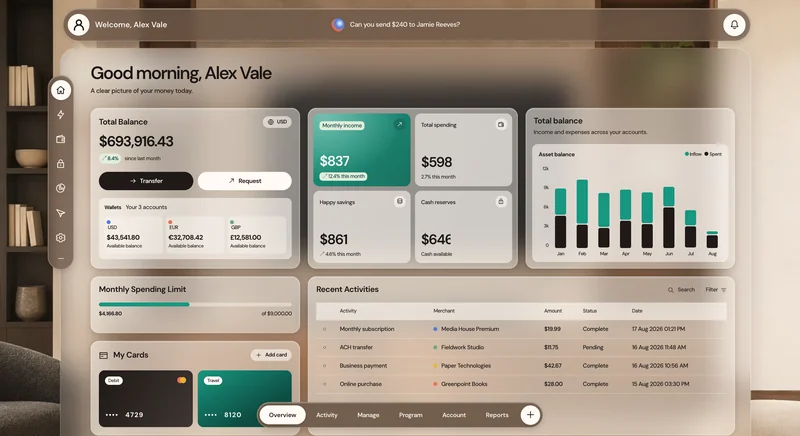 Welcome, Alex Vale
Can you send $240 to Jamie Reeves?
Good morning, Alex Vale
A clear picture of your money today.
Total Balance
USD
$693,916.43
8.4% since last month
Transfer
Request
Wallets Your 3 accounts
USD
$43,541.80
Available balance
EUR
€32,708.42
Available balance
GBP
£12,581.00
Available balance
Monthly income
$837
12.4% this month
Total spending
$598
2.7% this month
Happy savings
$861
4.6% this month
Cash reserves
Cash available
Total balance
Income and expenses across your accounts.
Asset balance
Inflow Spent
12k
9k
6k
3k
0
Jan Feb Mar Apr May Jun Jul Aug
Monthly Spending Limit
$4,166.80
of $9,000.00
My Cards
Add card
Debit
•••• 4729
Travel
•••• 8120
Recent Activities
Search
Filter
Activity Merchant Amount Status Date
Monthly subscription Media House Premium $19.99 Complete 17 Aug 2026 01:21 PM
ACH transfer Fieldwork Studio $11.75 Pending 16 Aug 2026 11:48 AM
Business payment Paper Technologies $42.67 Complete 16 Aug 2026 10:56 AM
Online purchase Greenpoint Books $28.00 Complete 15 Aug 2026 03:30 PM
Overview Activity Manage Program Account Reports